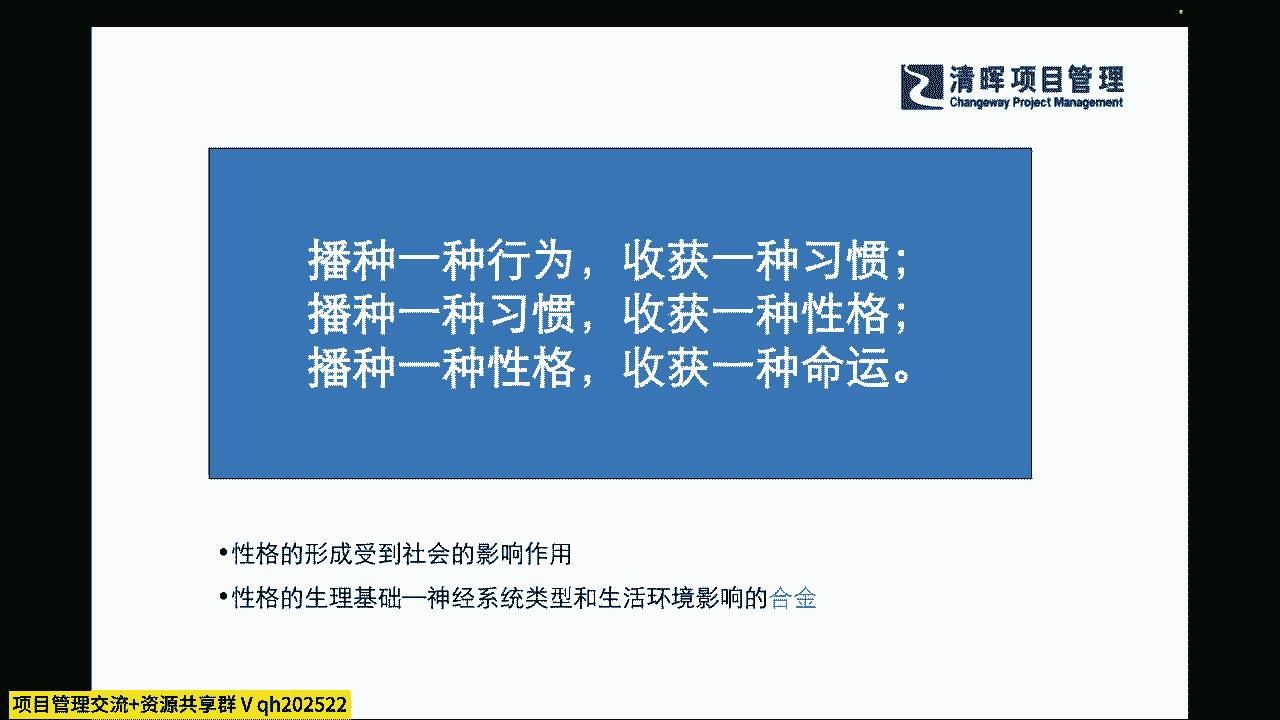 清晖项目管理
Changeway Project Management
播种一种行为，收获一种习惯；
播种一种习惯，收获一种性格；
播种一种性格，收获一种命运。
•性格的形成受到社会的影响作用
•性格的生理基础—神经系统类型和生活环境影响的合金
项目管理交流+资源共享群 V qh202522